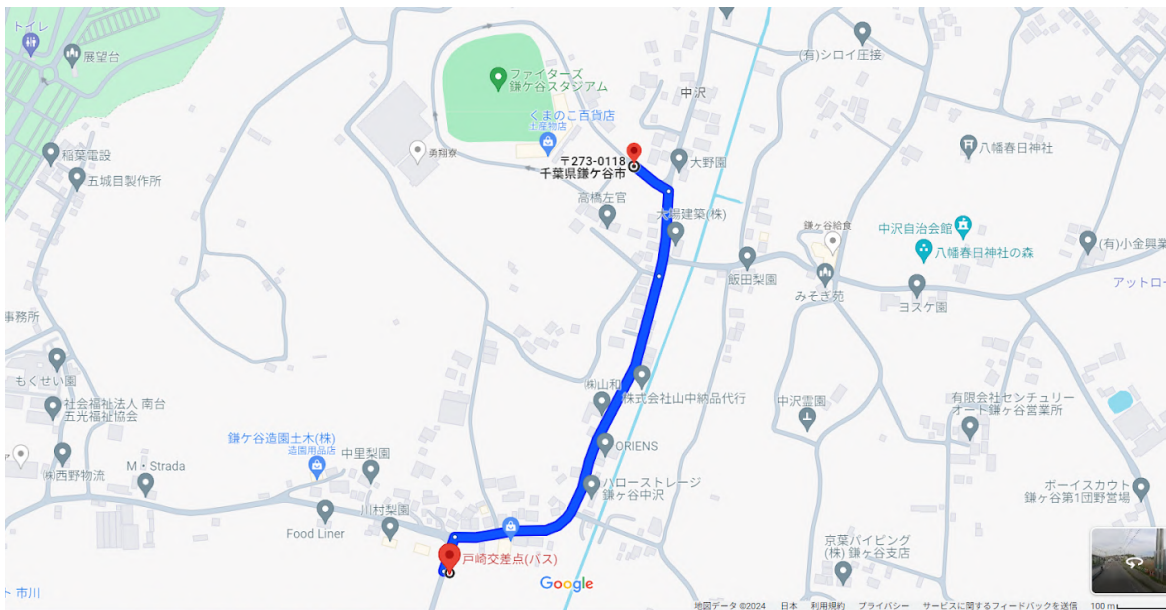 トイレ
展望台
ファイターズ
鎌ケ谷スタジアム
(有)シロイ圧接
中沢
くまのこ百貨店
土産物店
勇翔寮
〒273-0118
千葉県鎌ケ谷市
大野園
八幡春日神社
稲葉電設
五城目製作所
高橋左官
太陽建築(株)
鎌ヶ谷給食
中沢自治会館
八幡春日神社の森
(有)小金興業
飯田梨園
みそぎ苑
ヨスケ園
アットロー
事務所
もくせい園
社会福祉法人 南台
五光福祉協会
(株)山和
株式会社山中納品代行
中沢霊園
有限会社センチュリー
オート鎌ヶ谷営業所
鎌ケ谷造園土木(株)
造園用品店
中里梨園
ORIENS
(株)西野物流
M・Strada
ハローストレージ
鎌ケ谷中沢
ボーイスカウト
鎌ヶ谷第1団野営場
Food Liner
川村梨園
京葉パイピング
(株) 鎌ヶ谷支店
戸崎交差点(バス)
ト 市川
Google
地図データ ©2024 日本 利用規約 プライバシー サービスに関するフィードバックを送信 100 m